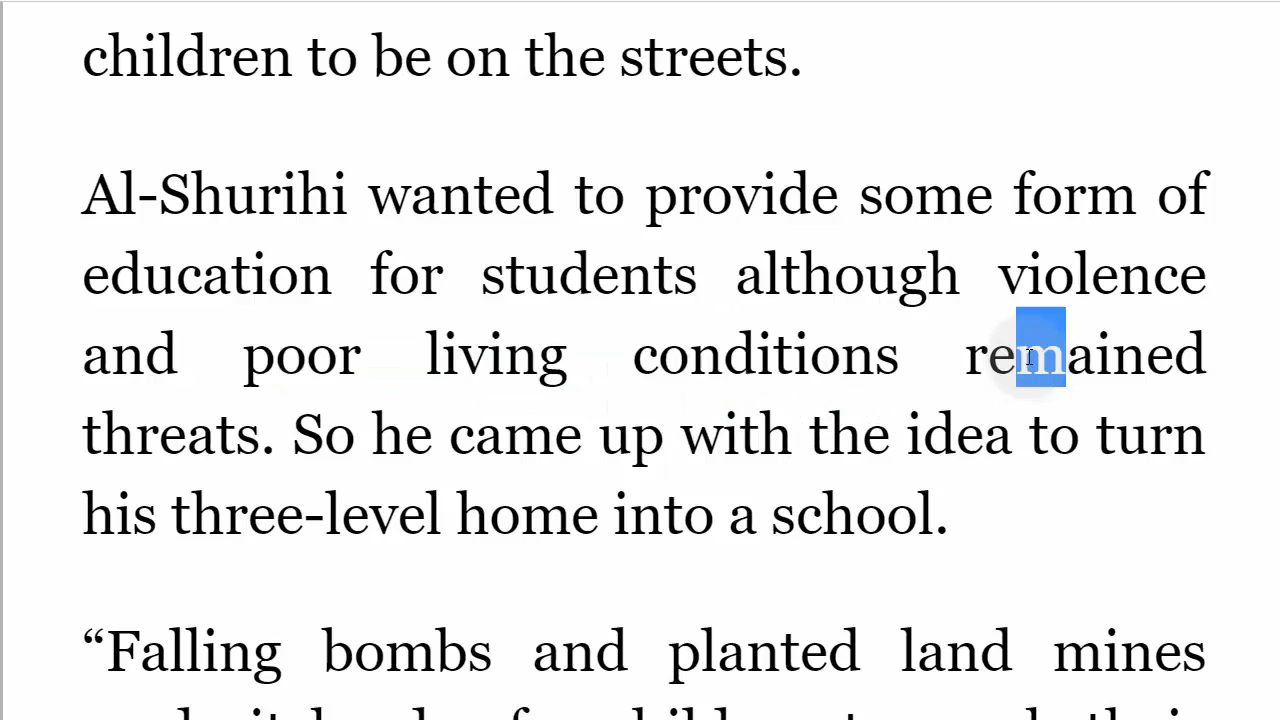 children to be on the streets.
Al-Shurihi wanted to provide some form of
education for students although violence
and poor living conditions remained
threats. So he came up with the idea to turn
his three-level home into a school.
“Falling bombs and planted land mines